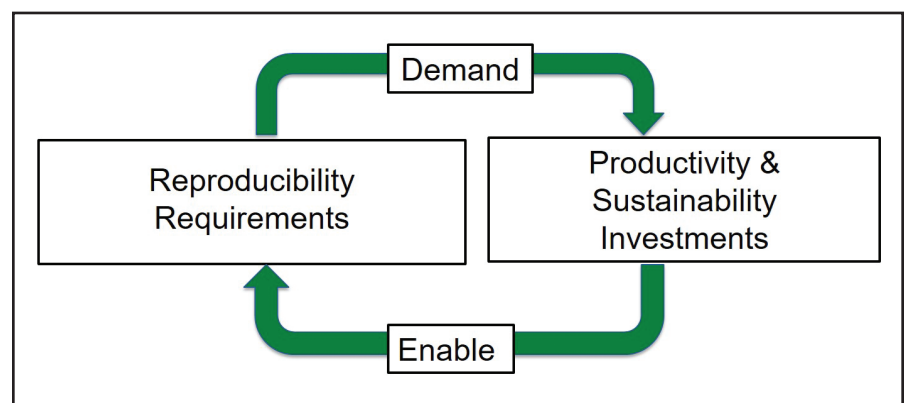 Demand
Reproducibility
Requirements
Productivity &
Sustainability
Investments
Enable